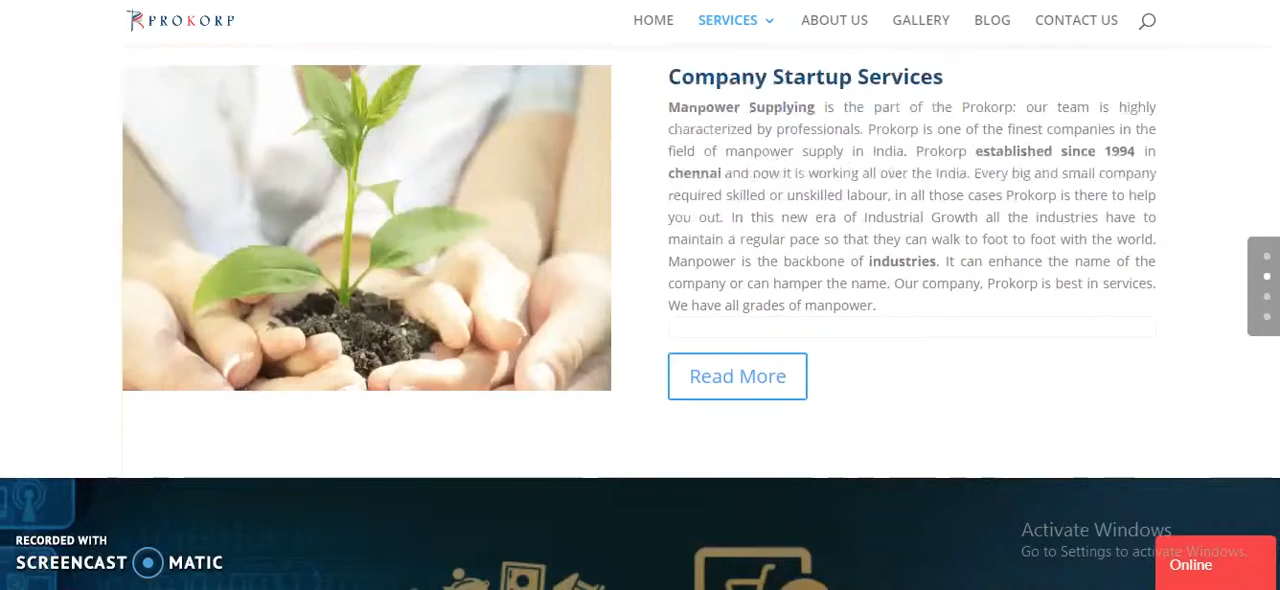 PROKORP
HOME SERVICES ABOUT US GALLERY BLOG CONTACT US
Company Startup Services
Manpower Supplying is the part of the Prokorp: our team is highly
characterized by professionals. Prokorp is one of the finest companies in the
field of manpower supply in India. Prokorp established since 1994 in
chennai and now it is working all over the India. Every big and small company
required skilled or unskilled labour, in all those cases Prokorp is there to help
you out. In this new era of Industrial Growth all the industries have to
maintain a regular pace so that they can walk to foot to foot with the world.
Manpower is the backbone of industries. It can enhance the name of the
company or can hamper the name. Our company, Prokorp is best in services.
We have all grades of manpower.
Read More
RECORDED WITH
SCREENCAST MATIC
Activate Windows
Go to Settings to activate Windows.
Online